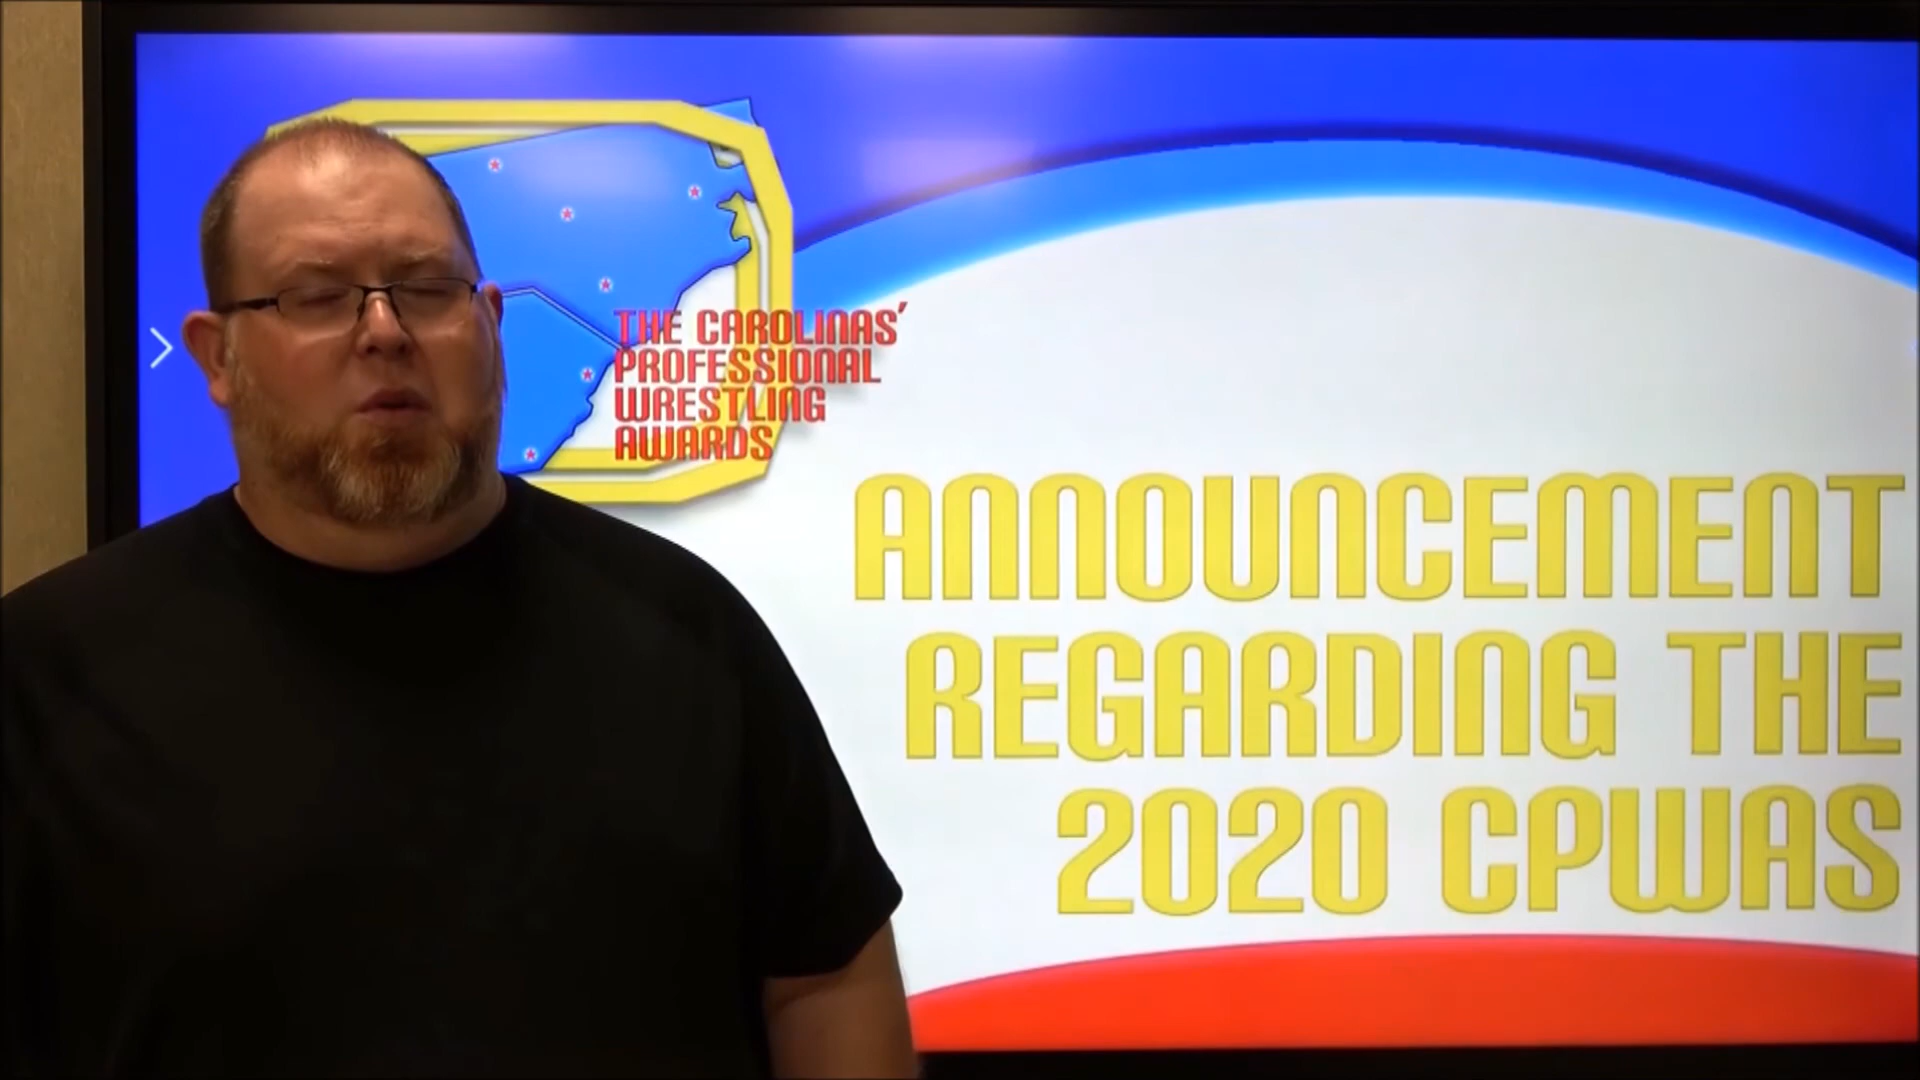 THE CAROLINAS'
PROFESSIONAL
WRESTLING
AWARDS
ANNOUNCEMENT
REGARDING THE
2020 CPWAS